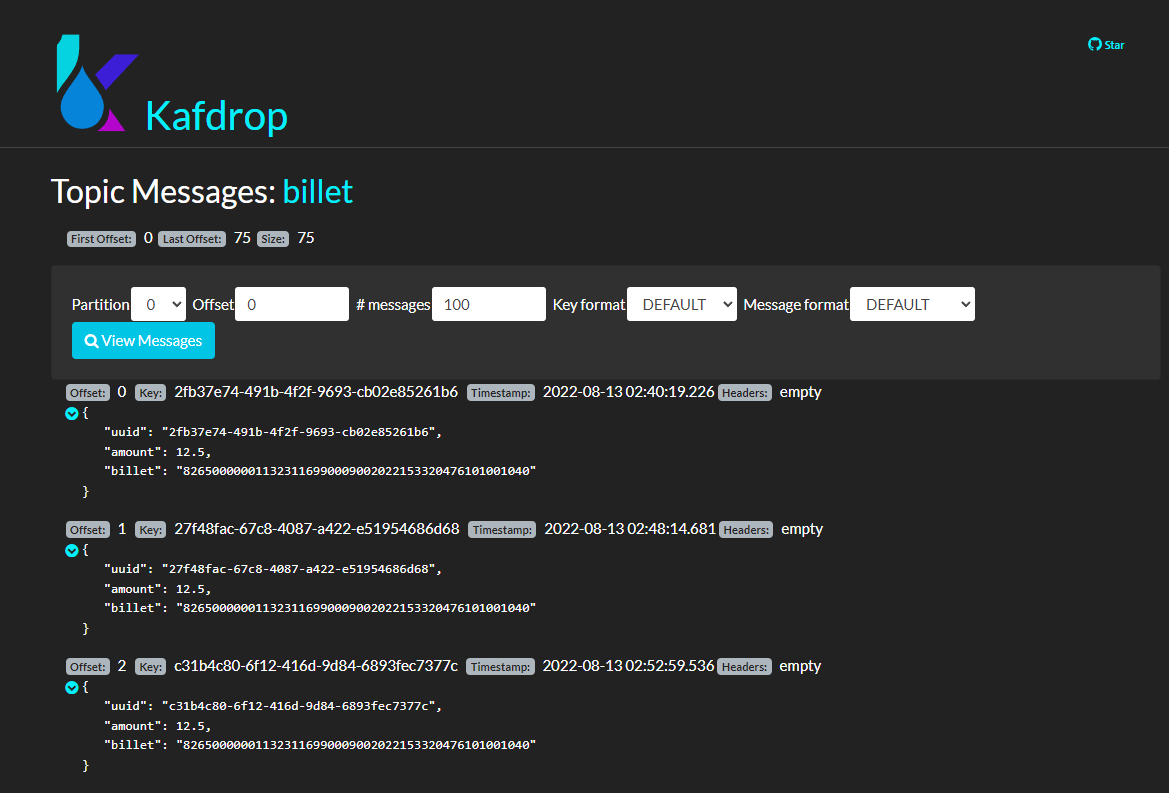 Star
Kafdrop
Topic Messages: billet
First Offset: 0 Last Offset: 75 Size: 75
Partition 0 Offset 0 # messages 100 Key format DEFAULT Message format DEFAULT
View Messages
Offset: 0 Key: 2fb37e74-491b-4f2f-9693-cb02e85261b6 Timestamp: 2022-08-13 02:40:19.226 Headers: empty
{
"uuid": "2fb37e74-491b-4f2f-9693-cb02e85261b6",
"amount": 12.5,
"billet": "826500000011323116990009002022153320476101001040"
}
Offset: 1 Key: 27f48fac-67c8-4087-a422-e51954686d68 Timestamp: 2022-08-13 02:48:14.681 Headers: empty
{
"uuid": "27f48fac-67c8-4087-a422-e51954686d68",
"amount": 12.5,
"billet": "826500000011323116990009002022153320476101001040"
}
Offset: 2 Key: c31b4c80-6f12-416d-9d84-6893fec7377c Timestamp: 2022-08-13 02:52:59.536 Headers: empty
{
"uuid": "c31b4c80-6f12-416d-9d84-6893fec7377c",
"amount": 12.5,
"billet": "826500000011323116990009002022153320476101001040"
}